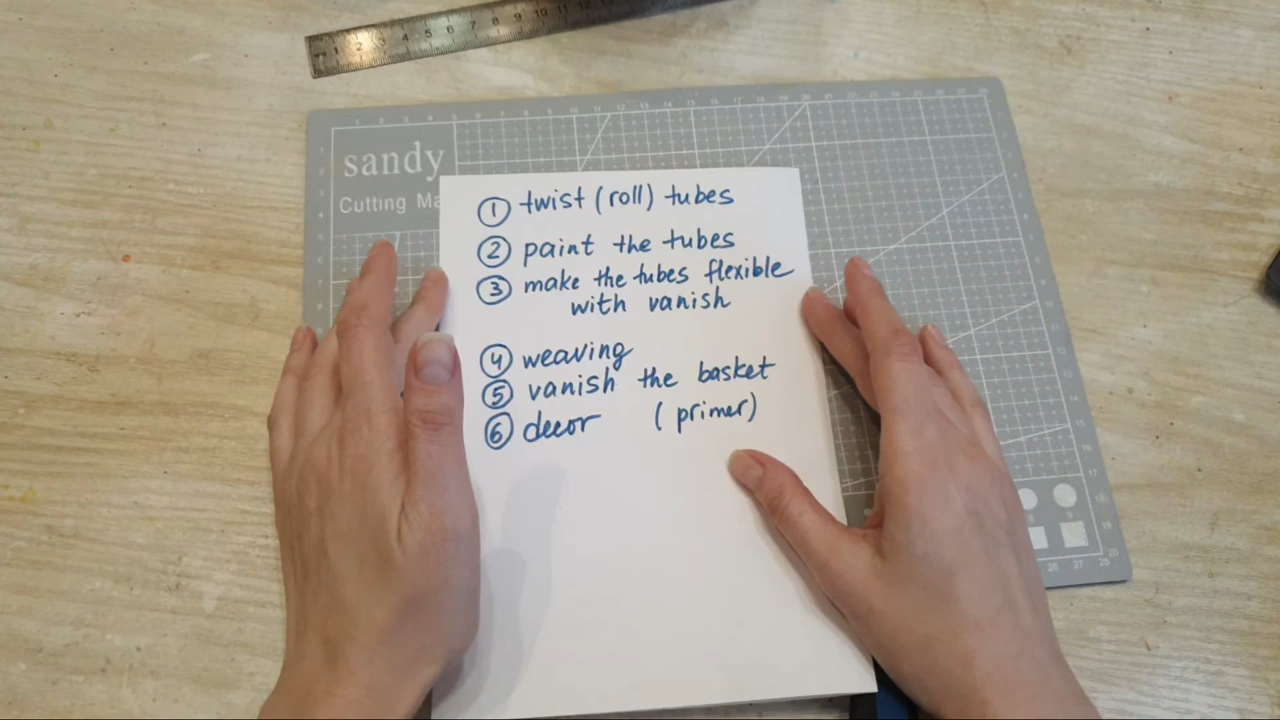 sandy
Cutting Ma
① twist (roll) tubes
② paint the tubes
③ make the tubes flexible
with vanish
④ weaving
⑤ vanish the basket
⑥ decor (primer)